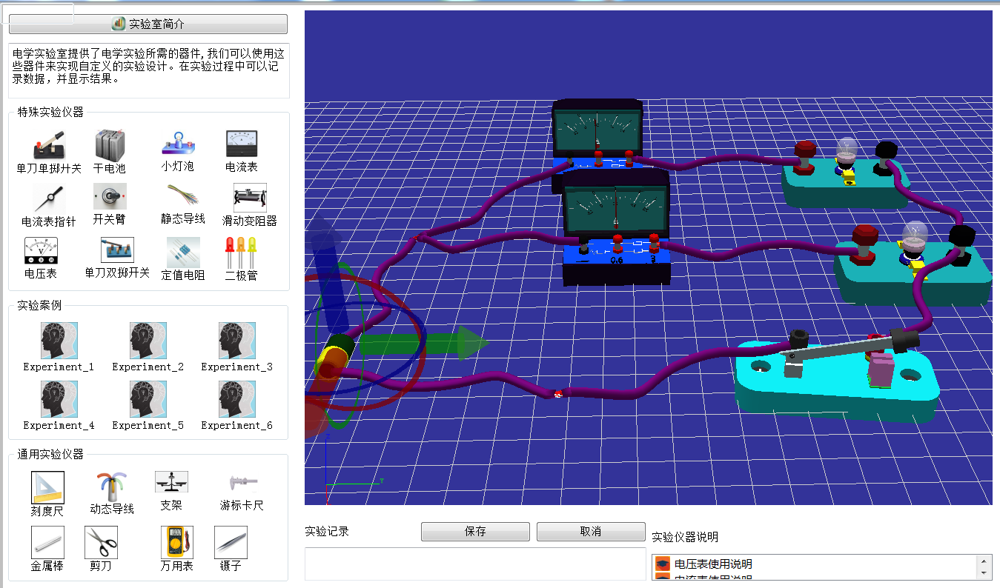 实验室简介
电学实验室提供了电学实验所需的器件,我们可以使用这
些器件来实现自定义的实验设计。在实验过程中可以记
录数据,并显示结果。
特殊实验仪器
单刀单掷开关 干电池 小灯泡 电流表
电流表指针 开关臂 静态导线 滑动变阻器
电压表 单刀双掷开关 定值电阻 二极管
实验案例
Experiment_1 Experiment_2 Experiment_3
Experiment_4 Experiment_5 Experiment_6
通用实验仪器
刻度尺 动态导线 支架 游标卡尺
金属棒 剪刀 万用表 镊子
0.6 3
Y
实验记录 保存 取消 实验仪器说明
电压表使用说明
电流表使用说明